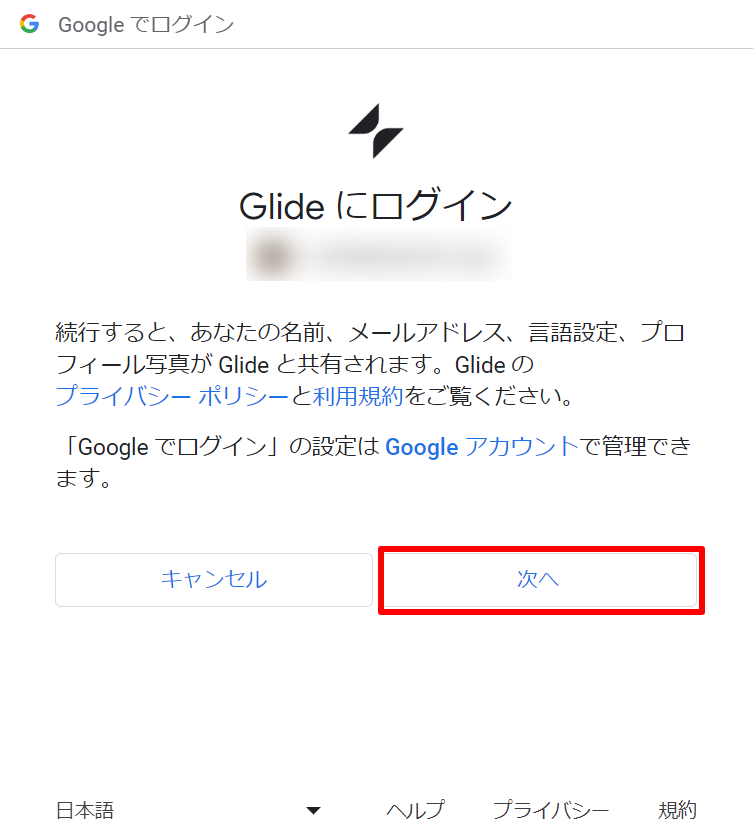 Google でログイン
Glide にログイン
続行すると、あなたの名前、メールアドレス、言語設定、プロ
フィール写真が Glide と共有されます。Glide の
プライバシー ポリシーと利用規約をご覧ください。
「Google でログイン」の設定は Google アカウントで管理でき
ます。
キャンセル 次へ
日本語 ヘルプ プライバシー 規約